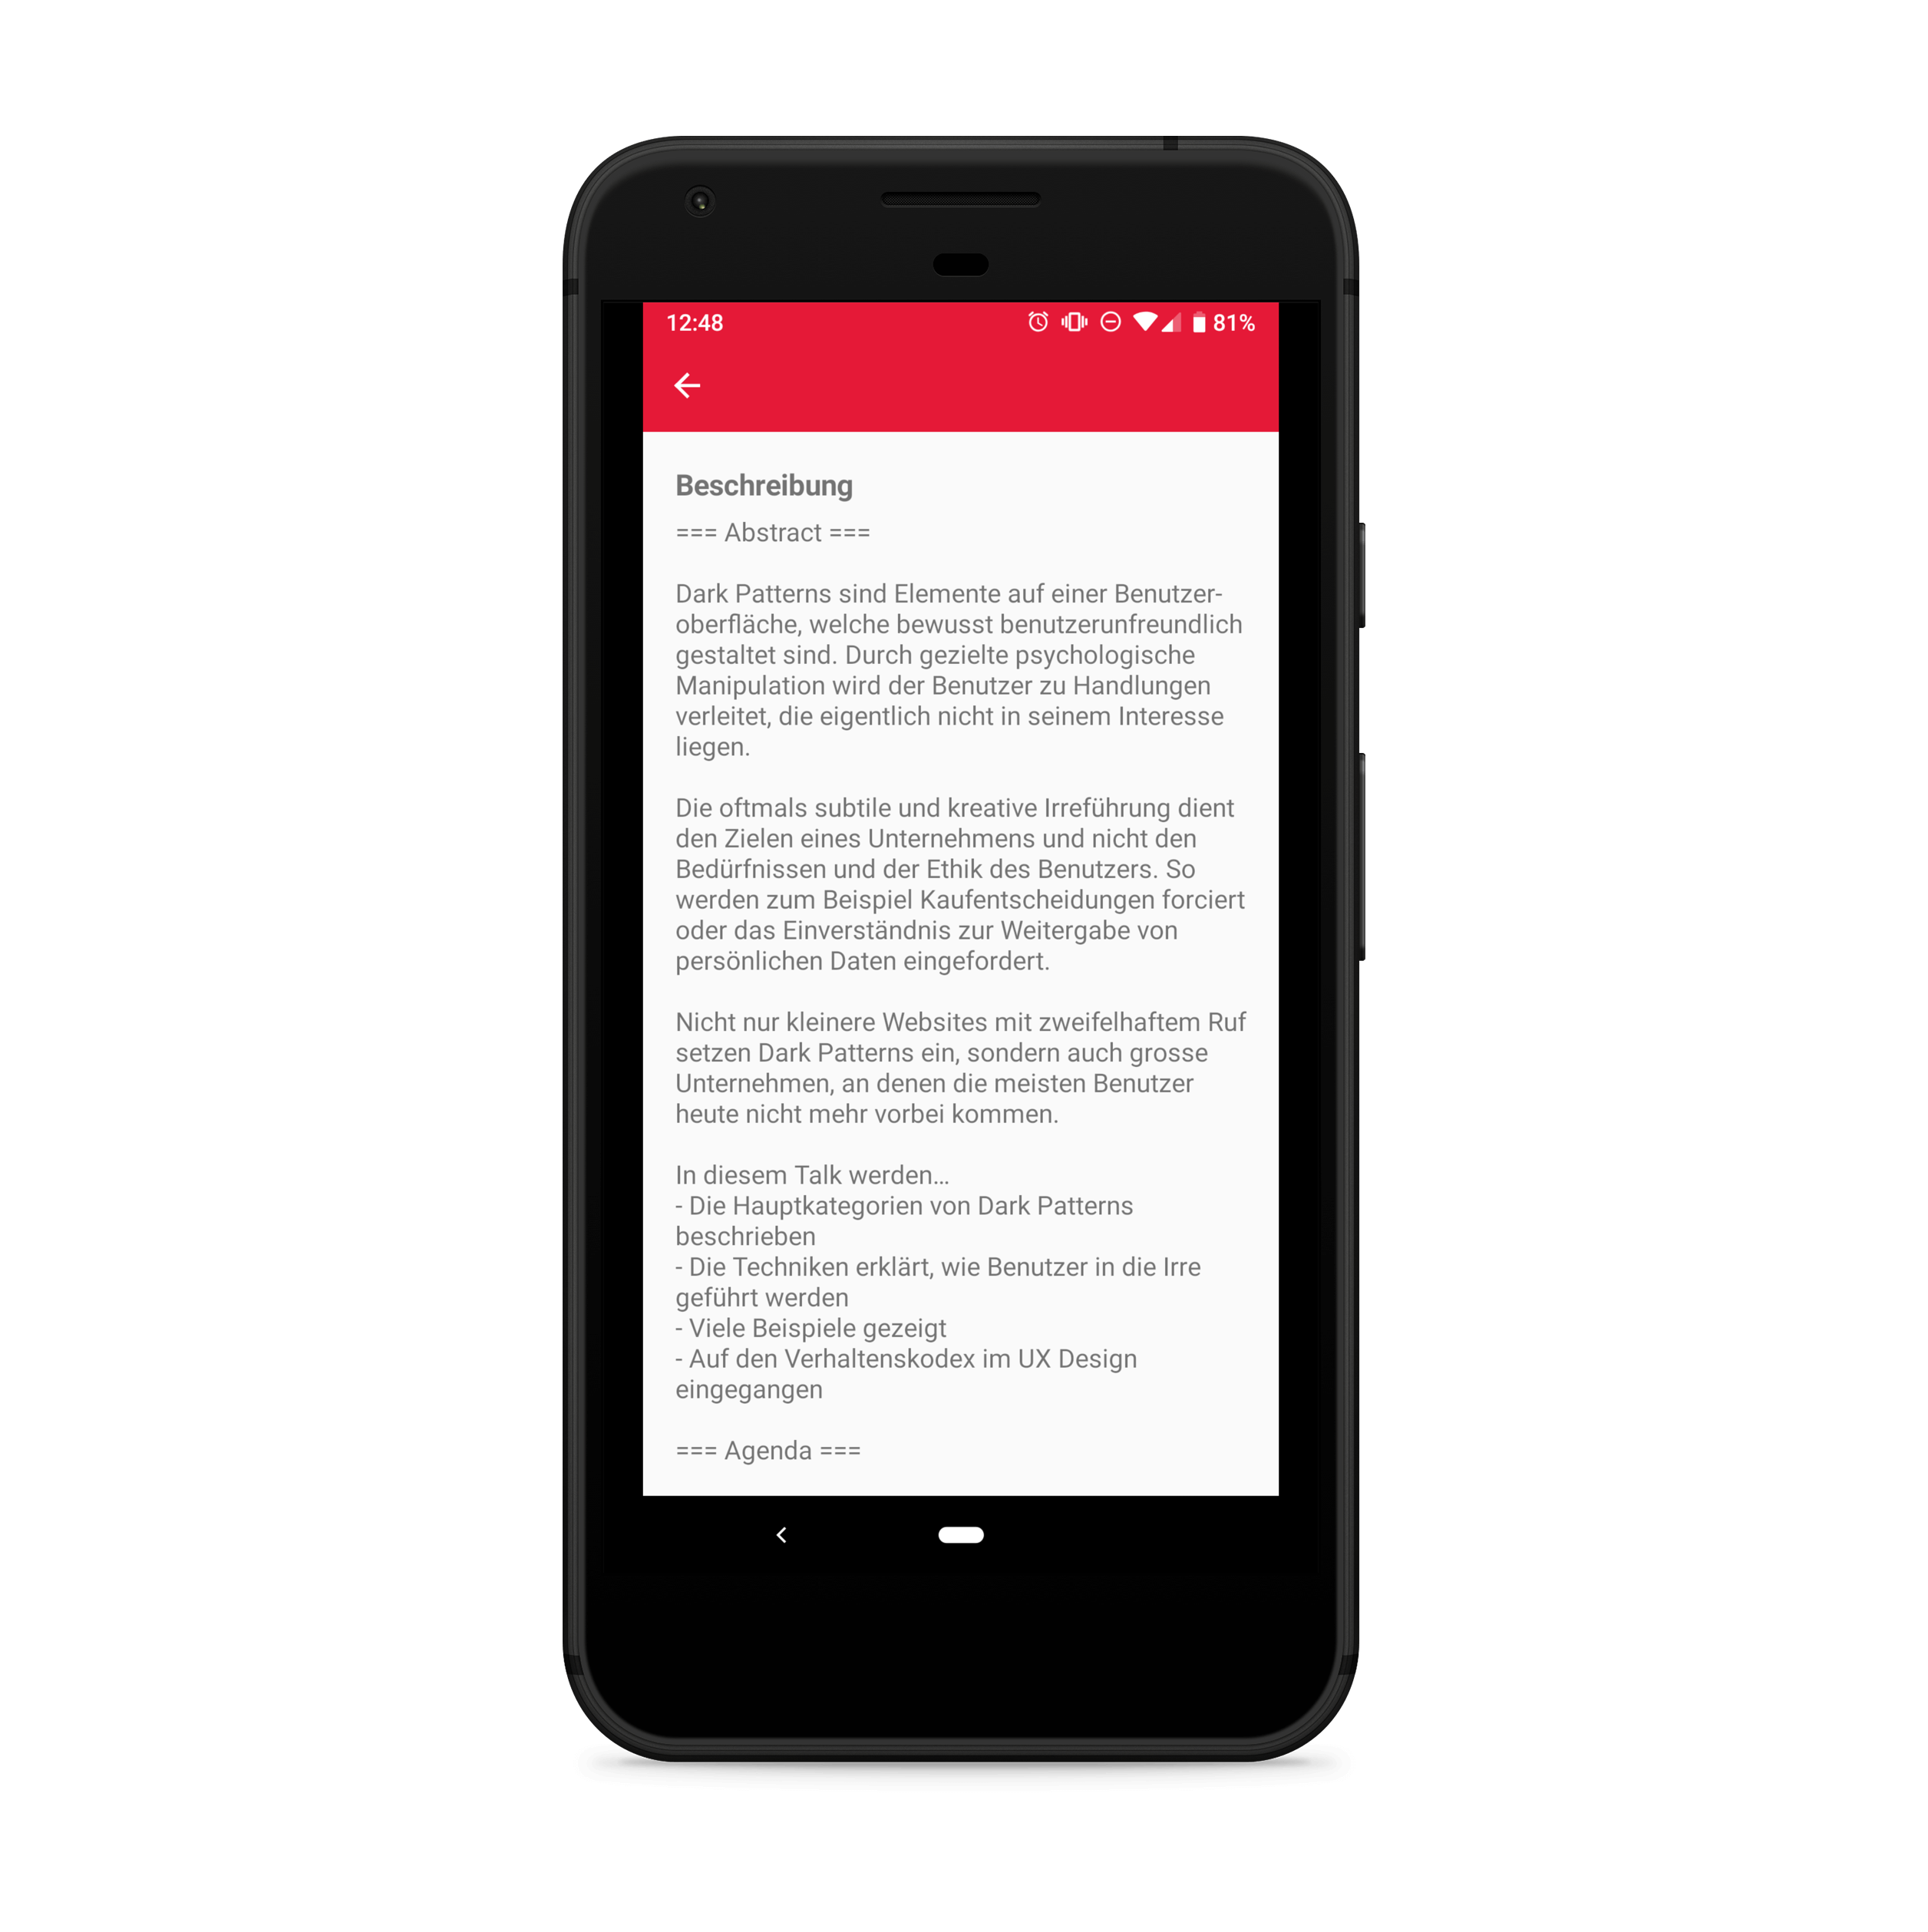 12:48 81%
Beschreibung
=== Abstract ===
Dark Patterns sind Elemente auf einer Benutzer-
oberfläche, welche bewusst benutzerunfreundlich
gestaltet sind. Durch gezielte psychologische
Manipulation wird der Benutzer zu Handlungen
verleitet, die eigentlich nicht in seinem Interesse
liegen.
Die oftmals subtile und kreative Irreführung dient
den Zielen eines Unternehmens und nicht den
Bedürfnissen und der Ethik des Benutzers. So
werden zum Beispiel Kaufentscheidungen forciert
oder das Einverständnis zur Weitergabe von
persönlichen Daten eingefordert.
Nicht nur kleinere Websites mit zweifelhaftem Ruf
setzen Dark Patterns ein, sondern auch grosse
Unternehmen, an denen die meisten Benutzer
heute nicht mehr vorbei kommen.
In diesem Talk werden...
- Die Hauptkategorien von Dark Patterns
beschrieben
- Die Techniken erklärt, wie Benutzer in die Irre
geführt werden
- Viele Beispiele gezeigt
- Auf den Verhaltenskodex im UX Design
eingegangen
=== Agenda ===